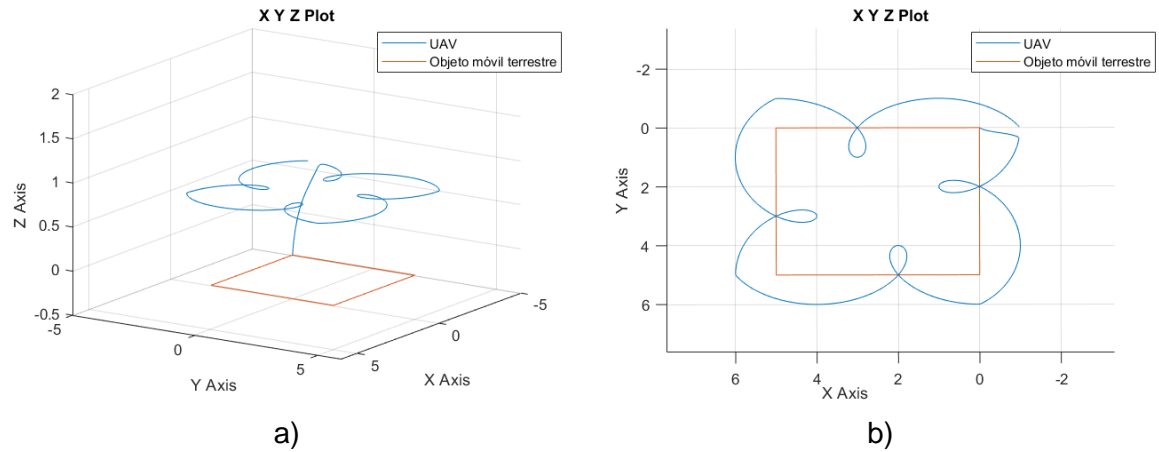 X Y Z Plot
UAV
Objeto móvil terrestre
2
1.5
1
0.5
0
-0.5
Z Axis
-5
0
5
Y Axis
5
0
-5
X Axis
a)
X Y Z Plot
UAV
Objeto móvil terrestre
-2
0
2
4
6
Y Axis
6
4
2
0
-2
X Axis
b)